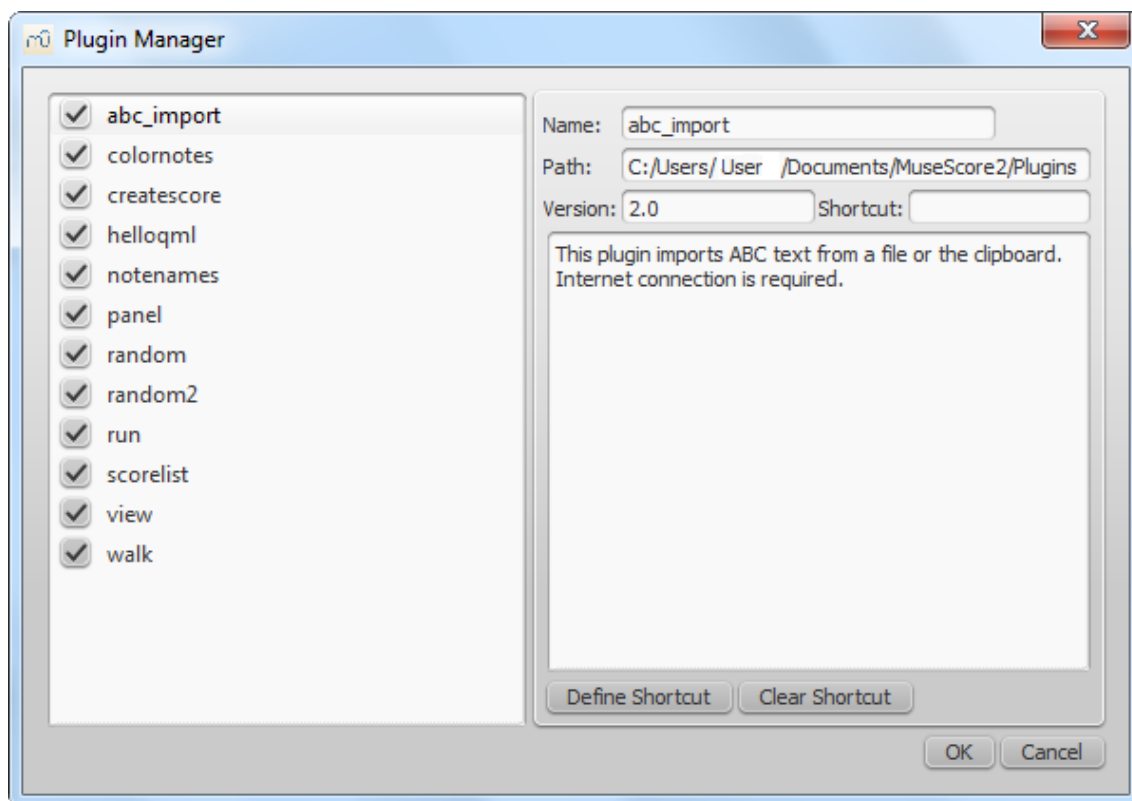 Plugin Manager
abc_import
colornotes
createscore
helloqml
notenames
panel
random
random2
run
scorelist
view
walk
Name: abc_import
Path: C:/Users/ User /Documents/MuseScore2/Plugins
Version: 2.0 Shortcut:
This plugin imports ABC text from a file or the clipboard.
Internet connection is required.
Define Shortcut Clear Shortcut
OK Cancel